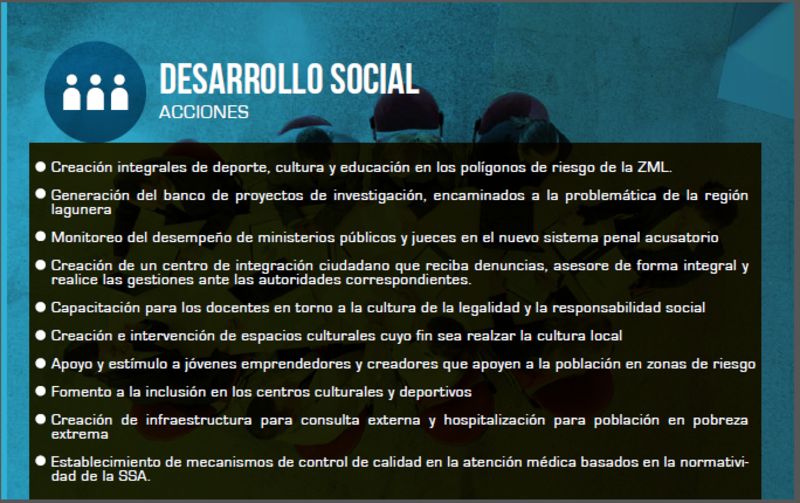 DESARROLLO SOCIAL
ACCIONES
Creación integrales de deporte, cultura y educación en los polígonos de riesgo de la ZML.
Generación del banco de proyectos de investigación, encaminados a la problemática de la región
lagunera
Monitoreo del desempeño de ministerios públicos y jueces en el nuevo sistema penal acusatorio
Creación de un centro de integración ciudadano que reciba denuncias, asesore de forma integral y
realice las gestiones ante las autoridades correspondientes.
Capacitación para los docentes en torno a la cultura de la legalidad y la responsabilidad social
Creación e intervención de espacios culturales cuyo fin sea realzar la cultura local
Apoyo y estímulo a jóvenes emprendedores y creadores que apoyen a la población en zonas de riesgo
Fomento a la inclusión en los centros culturales y deportivos
Creación de infraestructura para consulta externa y hospitalización para población en pobreza
extrema
Establecimiento de mecanismos de control de calidad en la atención médica basados en la normativi-
dad de la SSA.